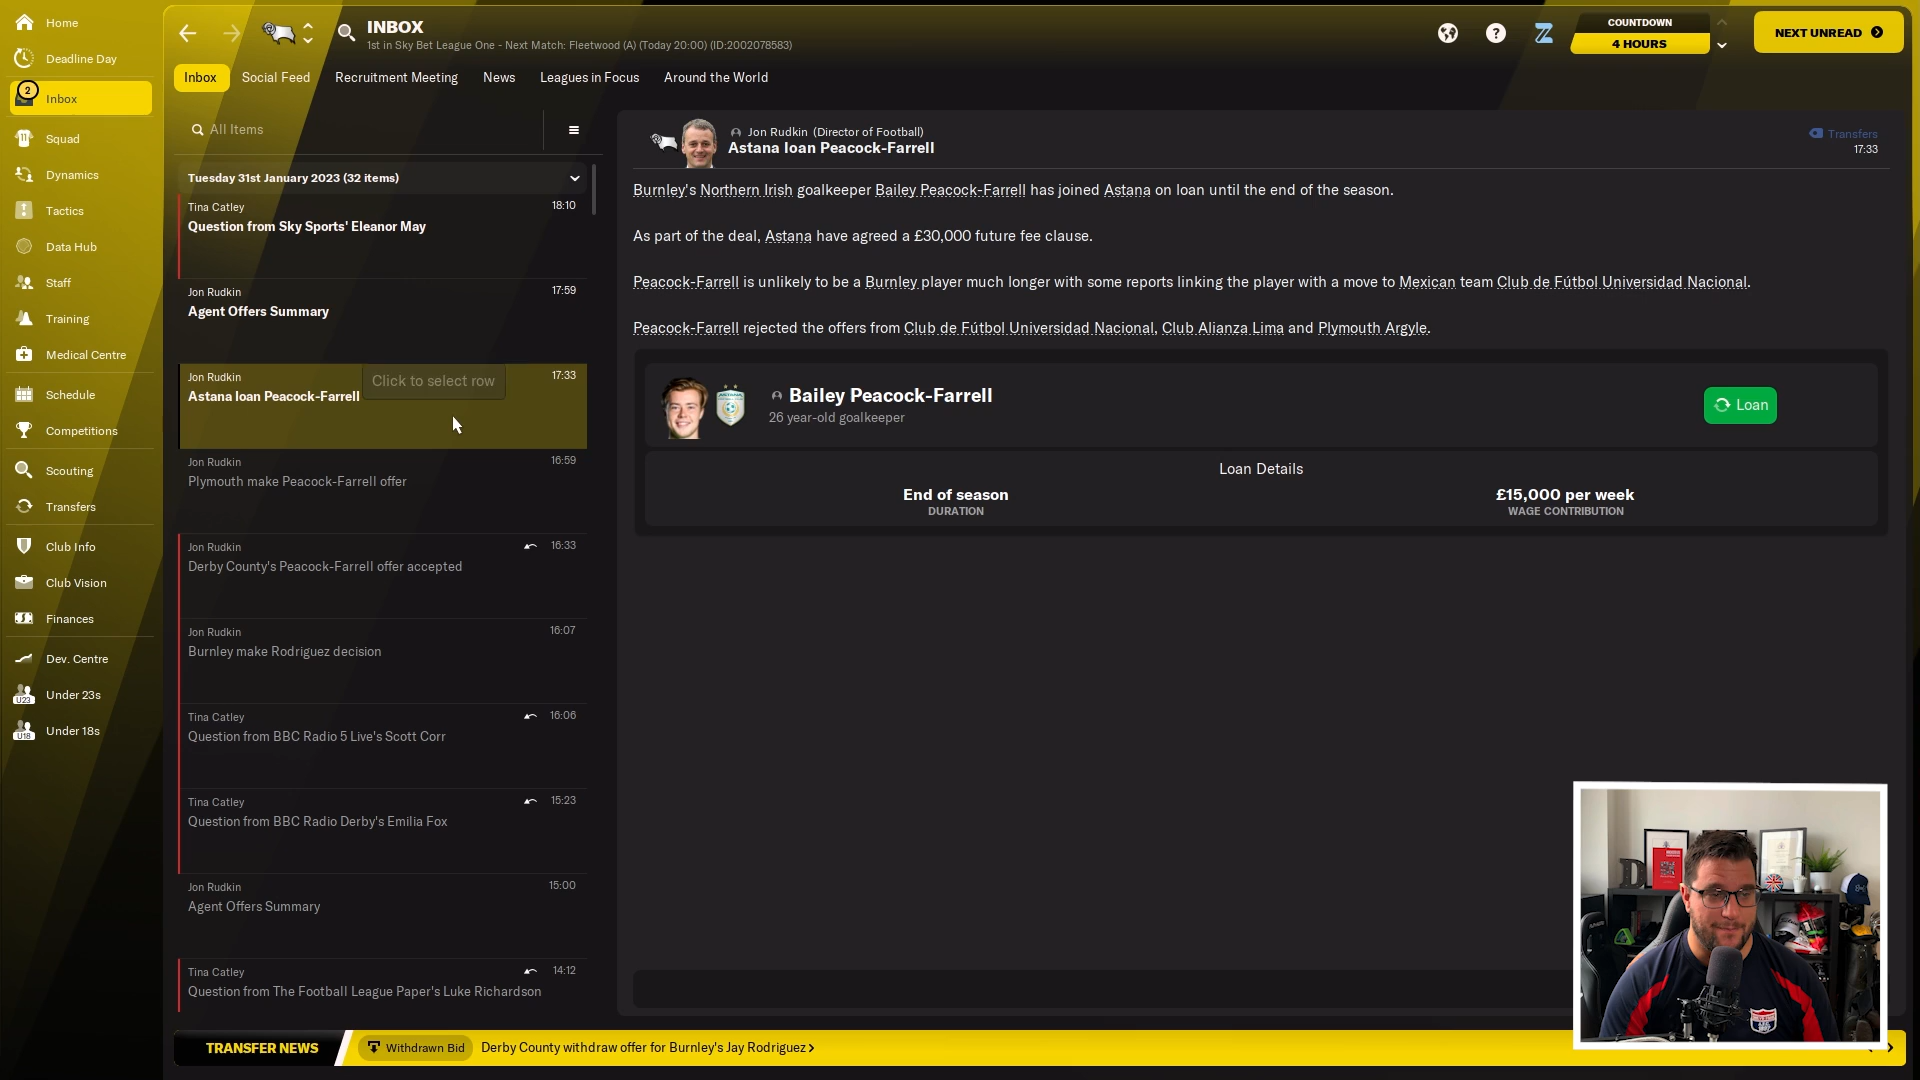 Home
Deadline Day
2
Inbox
Squad
Dynamics
Tactics
Data Hub
Staff
Training
Medical Centre
Schedule
Competitions
Scouting
Transfers
Club Info
Club Vision
Finances
Dev. Centre
U23
Under 23s
U18
Under 18s
INBOX
1st in Sky Bet League One - Next Match: Fleetwood (A) (Today 20:00) (ID:2002078583)
COUNTDOWN
4 HOURS
NEXT UNREAD
Inbox Social Feed Recruitment Meeting News Leagues in Focus Around the World
All Items
Tuesday 31st January 2023 (32 items)
Tina Catley 18:10
Question from Sky Sports' Eleanor May
Jon Rudkin 17:59
Agent Offers Summary
Jon Rudkin 17:33
Astana loan Peacock-Farrell
Click to select row
Jon Rudkin 16:59
Plymouth make Peacock-Farrell offer
Jon Rudkin 16:33
Derby County's Peacock-Farrell offer accepted
Jon Rudkin 16:07
Burnley make Rodriguez decision
Tina Catley 16:06
Question from BBC Radio 5 Live's Scott Corr
Tina Catley 15:23
Question from BBC Radio Derby's Emilia Fox
Jon Rudkin 15:00
Agent Offers Summary
Tina Catley 14:12
Question from The Football League Paper's Luke Richardson
Jon Rudkin (Director of Football)
Astana loan Peacock-Farrell
Transfers
17:33
Burnley's Northern Irish goalkeeper Bailey Peacock-Farrell has joined Astana on loan until the end of the season.
As part of the deal, Astana have agreed a £30,000 future fee clause.
Peacock-Farrell is unlikely to be a Burnley player much longer with some reports linking the player with a move to Mexican team Club de Fútbol Universidad Nacional.
Peacock-Farrell rejected the offers from Club de Fútbol Universidad Nacional, Club Alianza Lima and Plymouth Argyle.
Bailey Peacock-Farrell
26 year-old goalkeeper
Loan
Loan Details
End of season
DURATION
£15,000 per week
WAGE CONTRIBUTION
TRANSFER NEWS
Withdrawn Bid
Derby County withdraw offer for Burnley's Jay Rodriguez